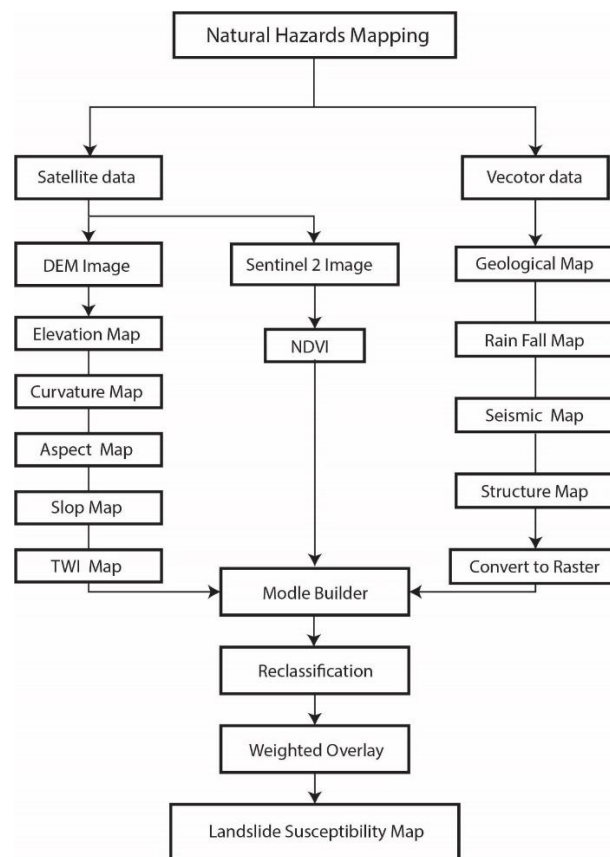 Natural Hazards Mapping
Satellite data
Vecotor data
DEM Image
Sentinel 2 Image
Geological Map
Elevation Map
NDVI
Rain Fall Map
Curvature Map
Aspect Map
Seismic Map
Slop Map
Structure Map
TWI Map
Convert to Raster
Modle Builder
Reclassification
Weighted Overlay
Landslide Susceptibility Map